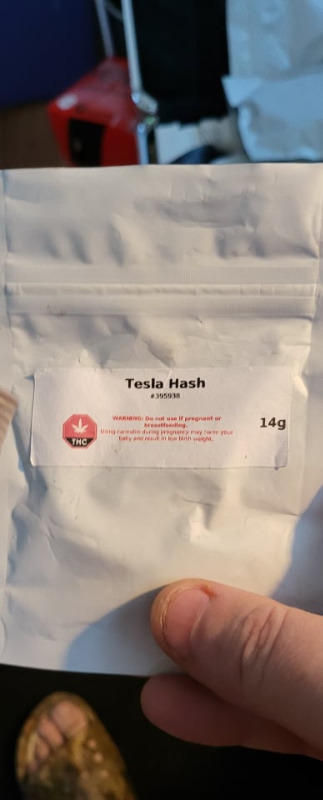 Tesla Hash
#395938
WARNING: Do not use if pregnant or
breastfeeding.
Using cannabis during pregnancy may harm your
baby and result in low birth weight.
THC
14g